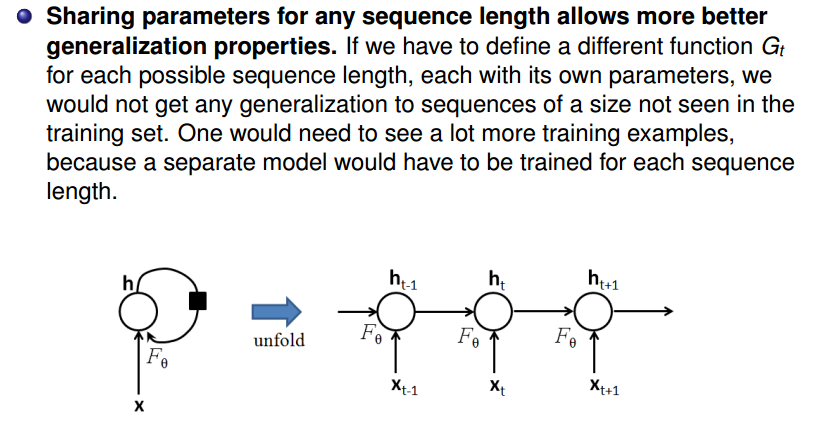 Sharing parameters for any sequence length allows more better
generalization properties. If we have to define a different function Gt
for each possible sequence length, each with its own parameters, we
would not get any generalization to sequences of a size not seen in the
training set. One would need to see a lot more training examples,
because a separate model would have to be trained for each sequence
length.
h
Fθ
x
unfold
ht-1 ht ht+1
Fθ Fθ Fθ
xt-1 xt xt+1